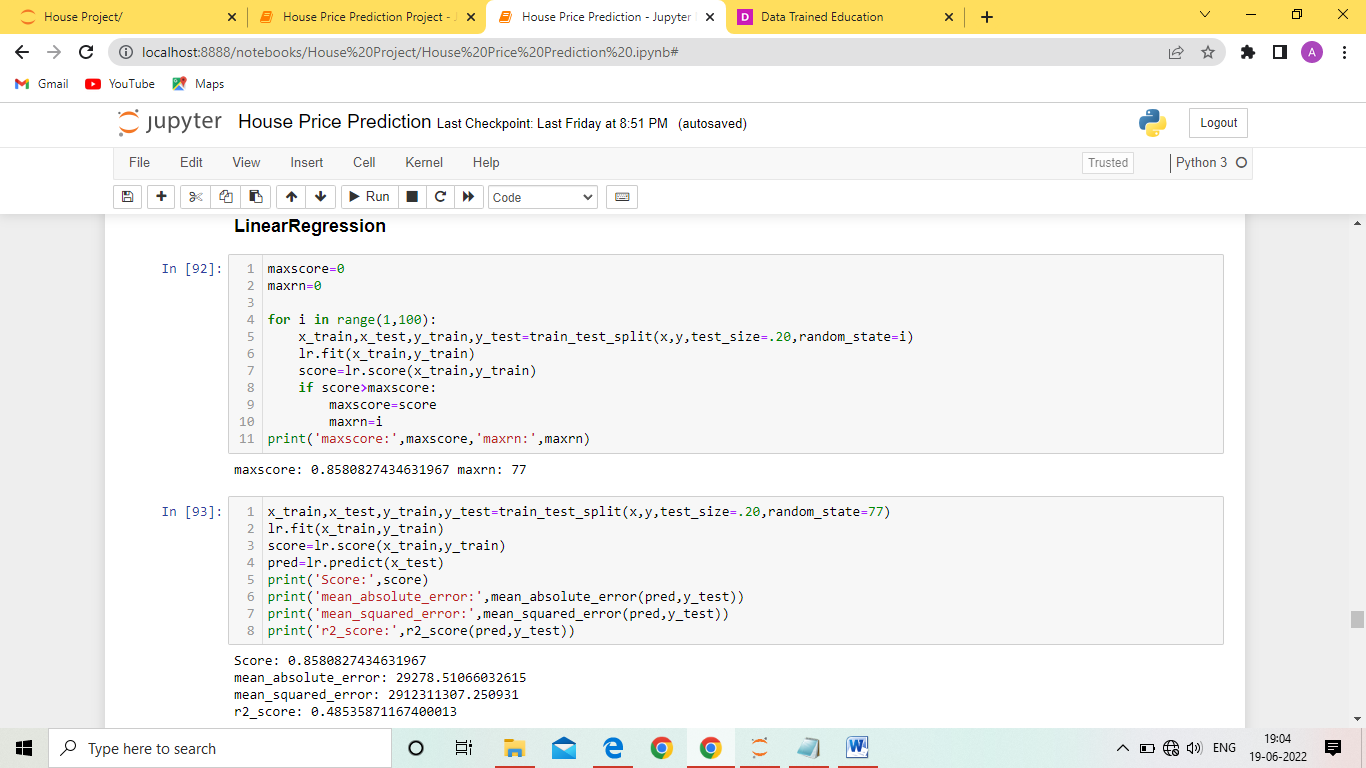 House Project/
House Price Prediction Project - J
House Price Prediction - Jupyter
D Data Trained Education
localhost:8888/notebooks/House%20Project/House%20Price%20Prediction%20.ipynb#
A
Gmail YouTube Maps
jupyter House Price Prediction Last Checkpoint: Last Friday at 8:51 PM (autosaved)
Logout
File Edit View Insert Cell Kernel Help
Trusted Python 3
Run Code
LinearRegression
In [92]:
1 maxscore=0
2 maxrn=0
3
4 for i in range(1,100):
5 x_train,x_test,y_train,y_test=train_test_split(x,y,test_size=.20,random_state=i)
6 lr.fit(x_train,y_train)
7 score=lr.score(x_train,y_train)
8 if score>maxscore:
9 maxscore=score
10 maxrn=i
11 print('maxscore:',maxscore,'maxrn:',maxrn)
maxscore: 0.8580827434631967 maxrn: 77
In [93]:
1 x_train,x_test,y_train,y_test=train_test_split(x,y,test_size=.20,random_state=77)
2 lr.fit(x_train,y_train)
3 score=lr.score(x_train,y_train)
4 pred=lr.predict(x_test)
5 print('Score:',score)
6 print('mean_absolute_error:',mean_absolute_error(pred,y_test))
7 print('mean_squared_error:',mean_squared_error(pred,y_test))
8 print('r2_score:',r2_score(pred,y_test))
Score: 0.8580827434631967
mean_absolute_error: 29278.51066032615
mean_squared_error: 2912311307.250931
r2_score: 0.48535871167400013
Type here to search
ENG
19:04
19-06-2022